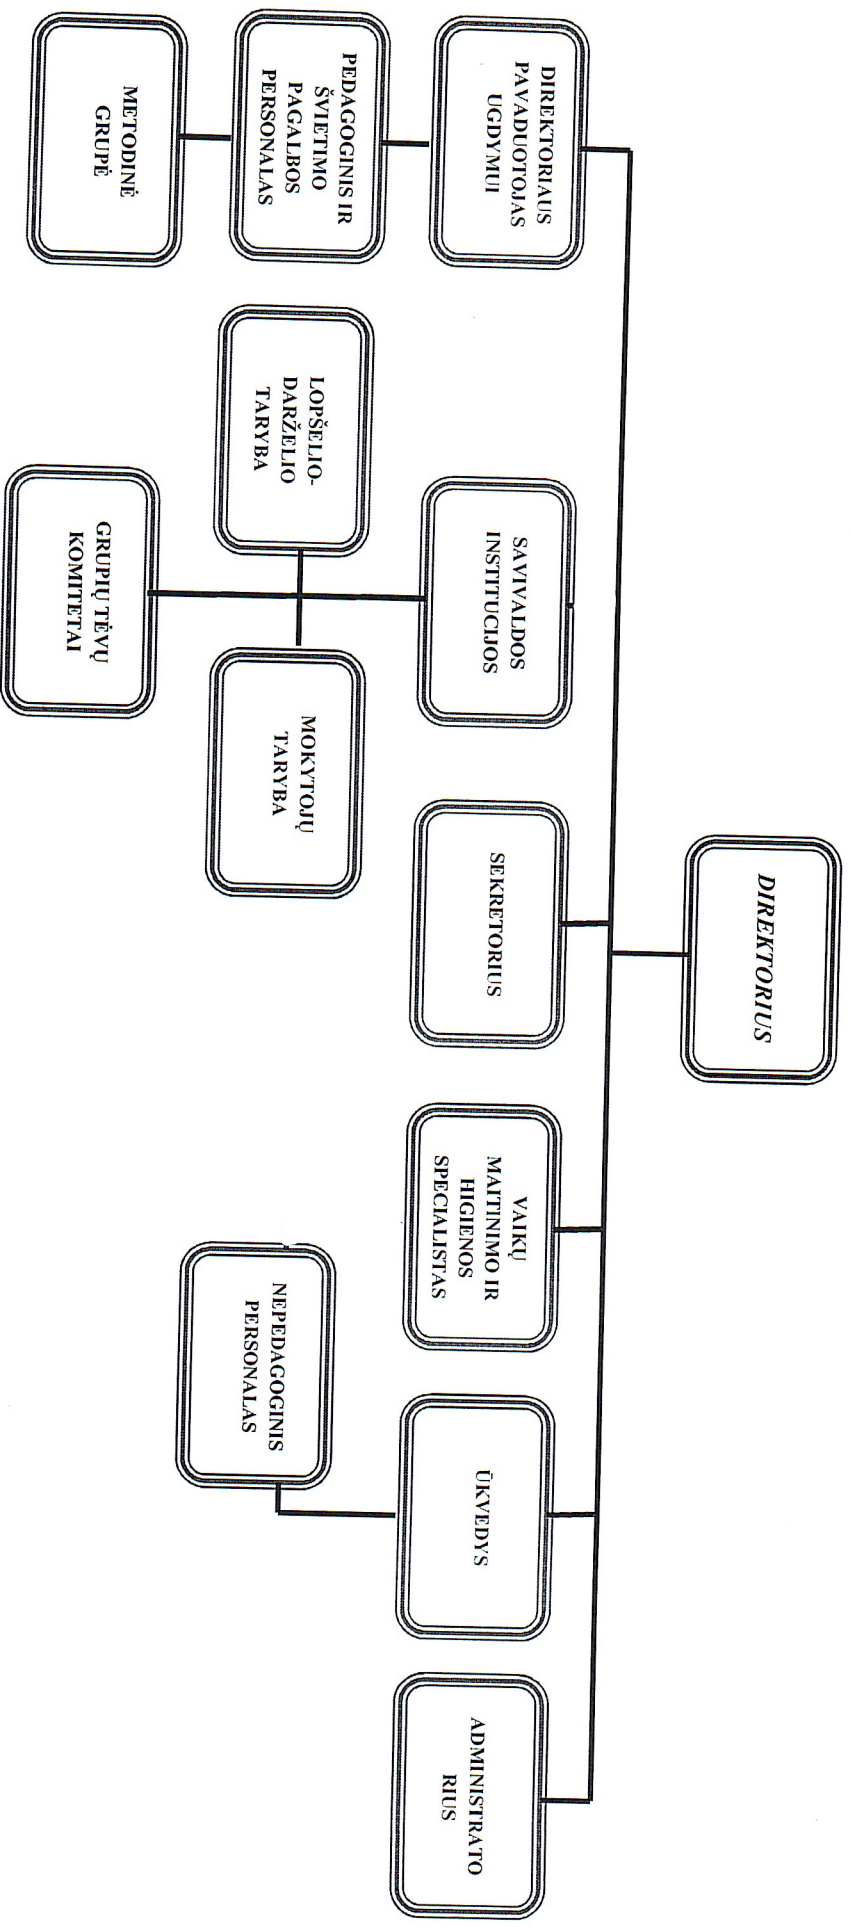 DIREKTORIUS
DIREKTORIAUS
PAVADUOTOJAS
UGDYMUI
SAVIVALDOS
INSTITUCIJOS
SEKRETORIUS
VAIKŲ
MAITINIMO IR
HIGIENOS
SPECIALISTAS
ŪKVEDYS
ADMINISTRATO
RIUS
PEDAGOGINIS IR
ŠVIETIMO
PAGALBOS
PERSONALAS
LOPŠELIO-
DARŽELIO
TARYBA
MOKYTOJŲ
TARYBA
NEPEDAGOGINIS
PERSONALAS
METODINĖ
GRUPĖ
GRUPIŲ TĖVŲ
KOMITETAI